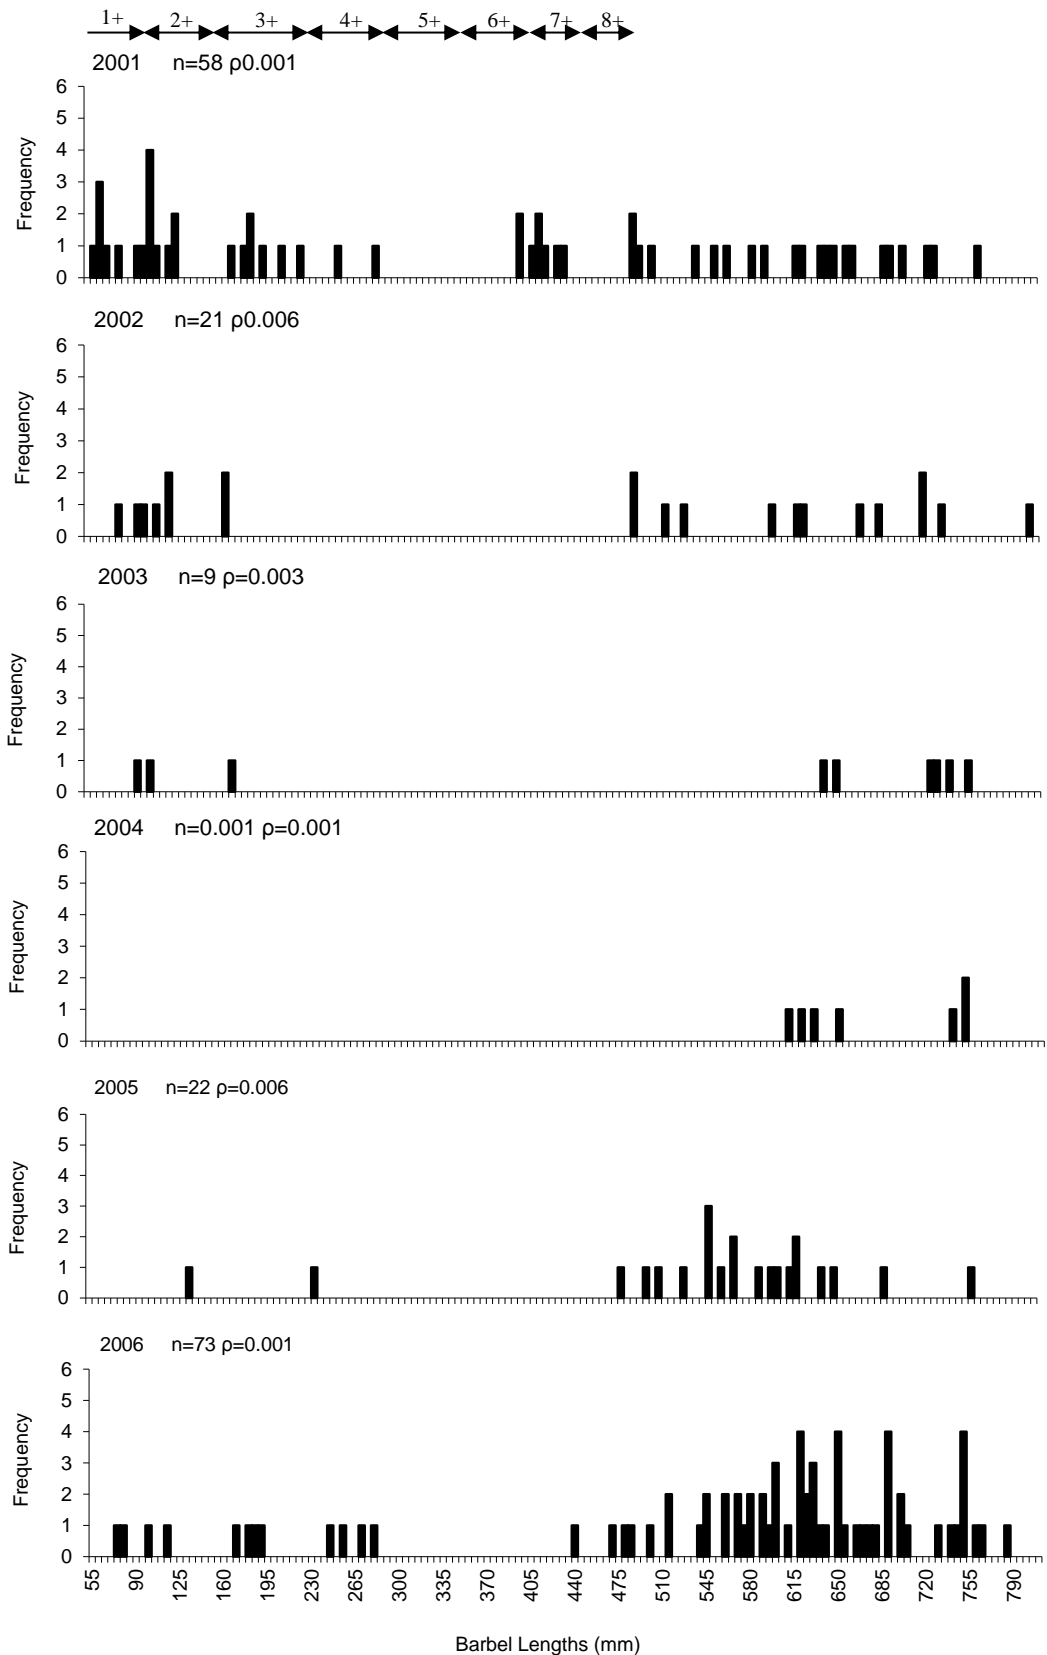 1+ 2+ 3+ 4+ 5+ 6+ 7+ 8+
2001 n=58 ρ0.001
6
5
4
3
2
1
0
Frequency
2002 n=21 ρ0.006
6
5
4
3
2
1
0
Frequency
2003 n=9 ρ=0.003
6
5
4
3
2
1
0
Frequency
2004 n=0.001 ρ=0.001
6
5
4
3
2
1
0
Frequency
2005 n=22 ρ=0.006
6
5
4
3
2
1
0
Frequency
2006 n=73 ρ=0.001
6
5
4
3
2
1
0
Frequency
55 90 125 160 195 230 265 300 335 370 405 440 475 510 545 580 615 650 685 720 755 790
Barbel Lengths (mm)